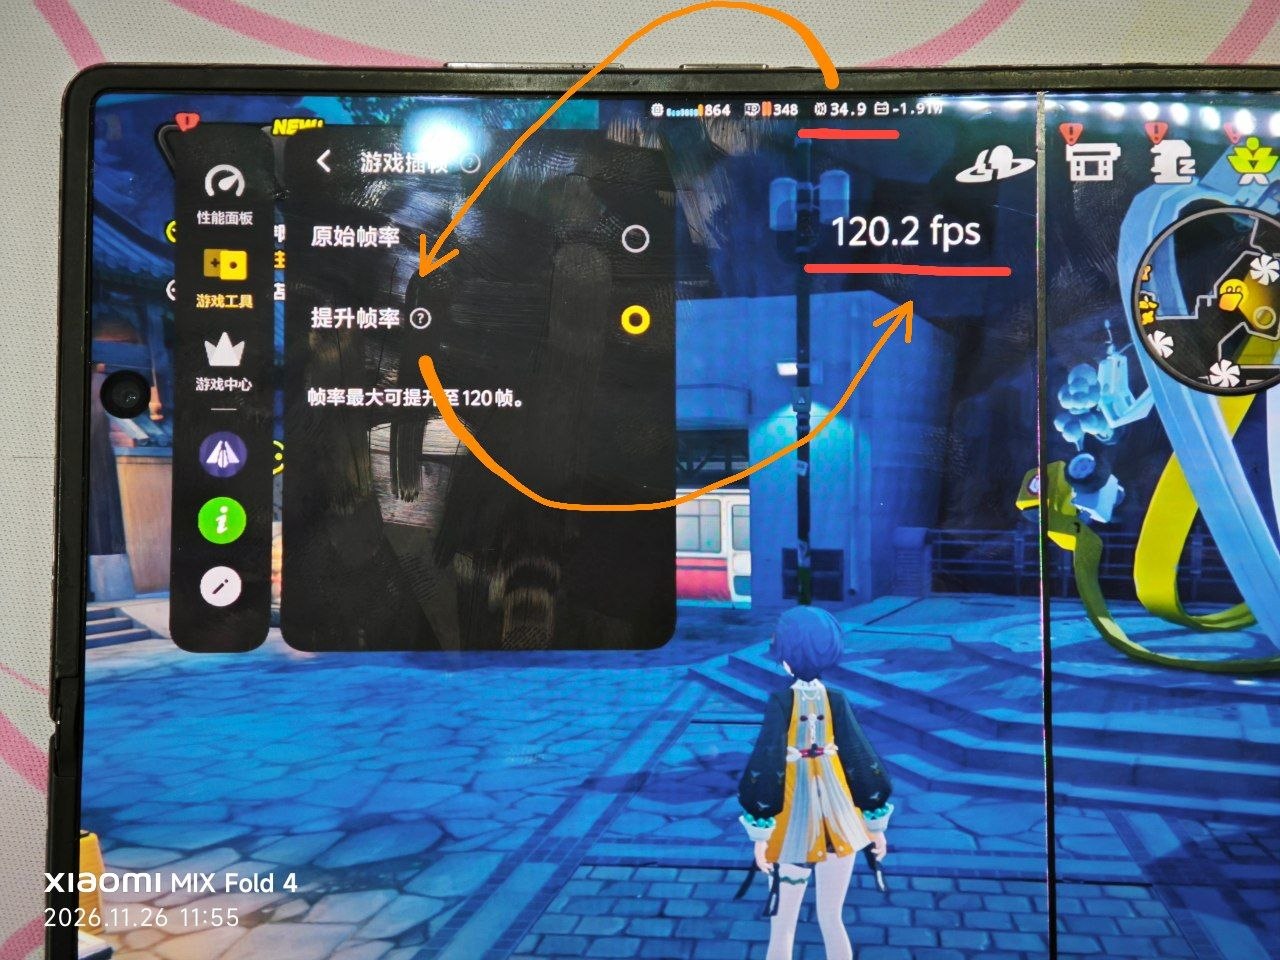 864 348 34.9 -1.91W
NEW!
游戏插帧 ?
性能面板
120.2 fps
原始帧率
游戏工具
提升帧率 ?
游戏中心
帧率最大可提升至120帧。
xiaomi MIX Fold 4
2026.11.26 11:55